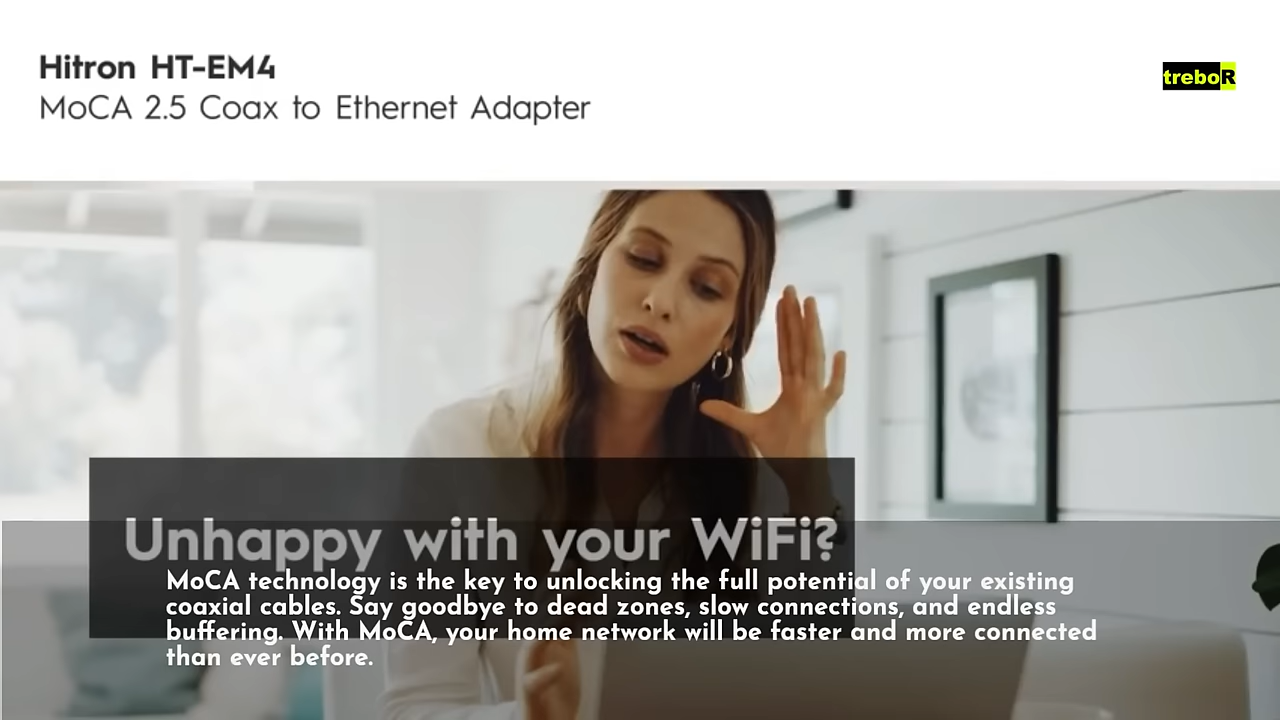 Hitron HT-EM4
MoCA 2.5 Coax to Ethernet Adapter
treboR
Unhappy with your WiFi?
MoCA technology is the key to unlocking the full potential of your existing
coaxial cables. Say goodbye to dead zones, slow connections, and endless
buffering. With MoCA, your home network will be faster and more connected
than ever before.